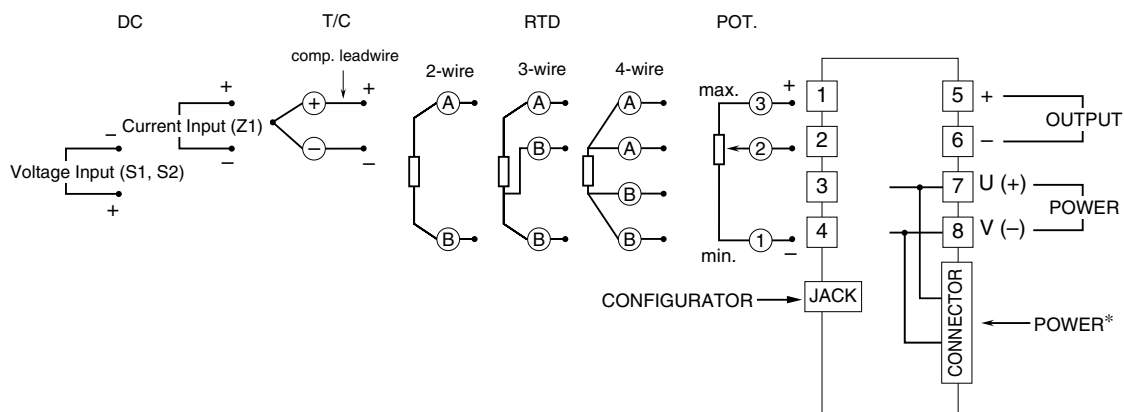 DC
T/C
RTD
POT.
comp. leadwire
2-wire
3-wire
4-wire
+
–
Current Input (Z1)
–
Voltage Input (S1, S2)
+
+
–
+
–
A
B
A
B
B
A
A
B
B
max.
3
+
2
1
min.
–
1
2
3
4
5
+
6
–
OUTPUT
7
U (+)
8
V (–)
POWER
CONFIGURATOR
JACK
CONNECTOR
POWER*